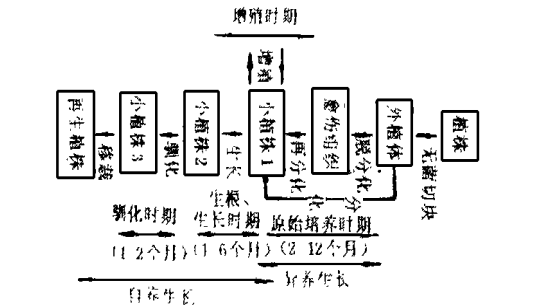 增殖时期
增殖
再生植株
小植株3
小植株2
小植株1
愈伤组织
外植体
植株
移栽
驯化
生长
再分化
脱分化
无菌切块
分化
驯化时期
生根、
生长时期
原始培养时期
(1 2个月)
(1 6个月)
(2 12个月)
自养生长
异养生长